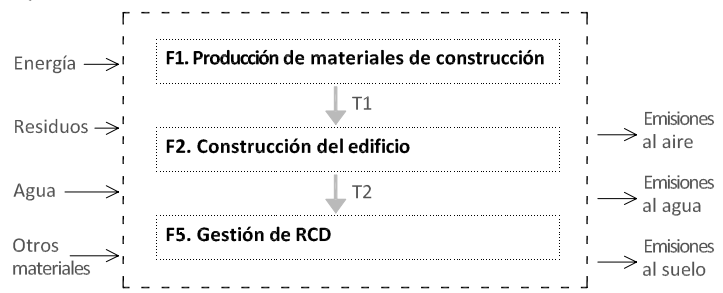 Energía
Residuos
Agua
Otros
materiales
F1. Producción de materiales de construcción
T1
F2. Construcción del edificio
T2
F5. Gestión de RCD
Emisiones
al aire
Emisiones
al agua
Emisiones
al suelo